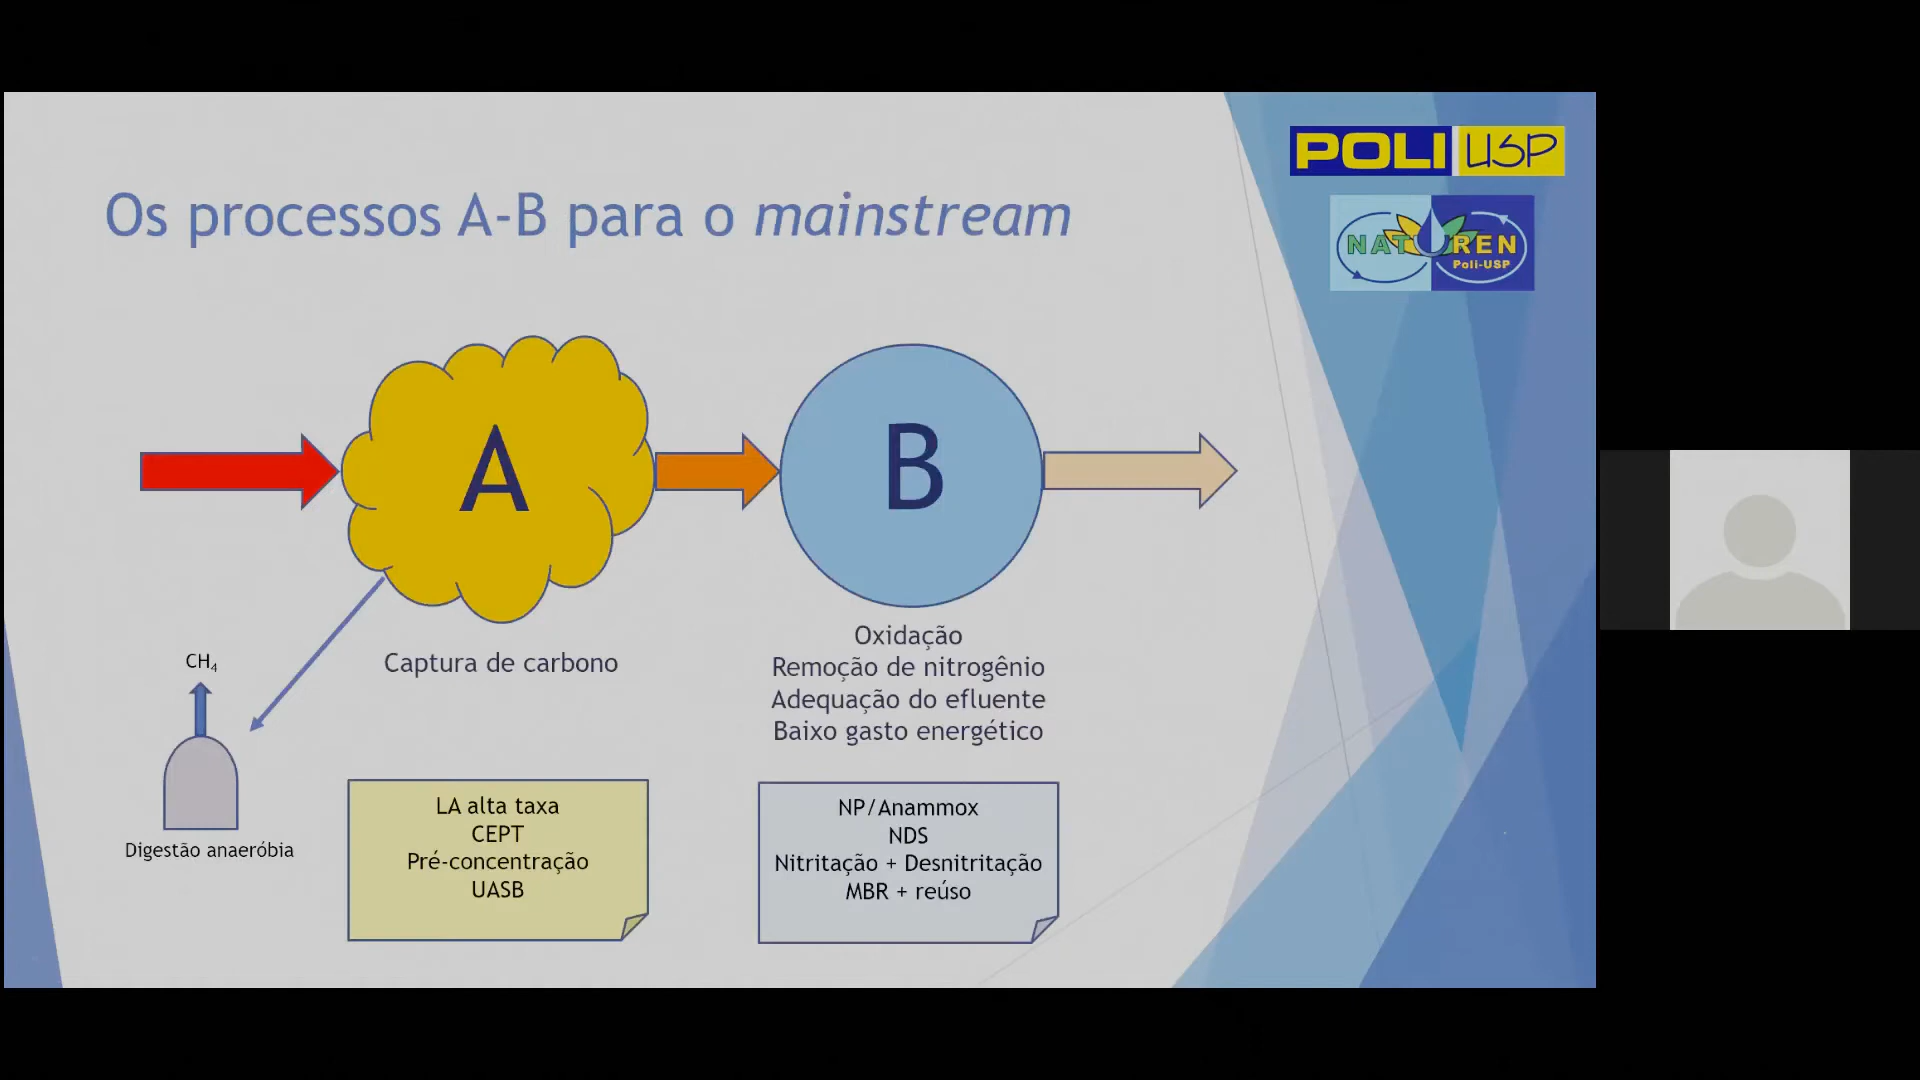 POLI USP
NATUREN
Poli-USP
Os processos A-B para o mainstream
A
B
Captura de carbono
Oxidação
Remoção de nitrogênio
Adequação do efluente
Baixo gasto energético
CH₄
Digestão anaeróbia
LA alta taxa
CEPT
Pré-concentração
UASB
NP/Anammox
NDS
Nitritação + Desnitritação
MBR + reúso